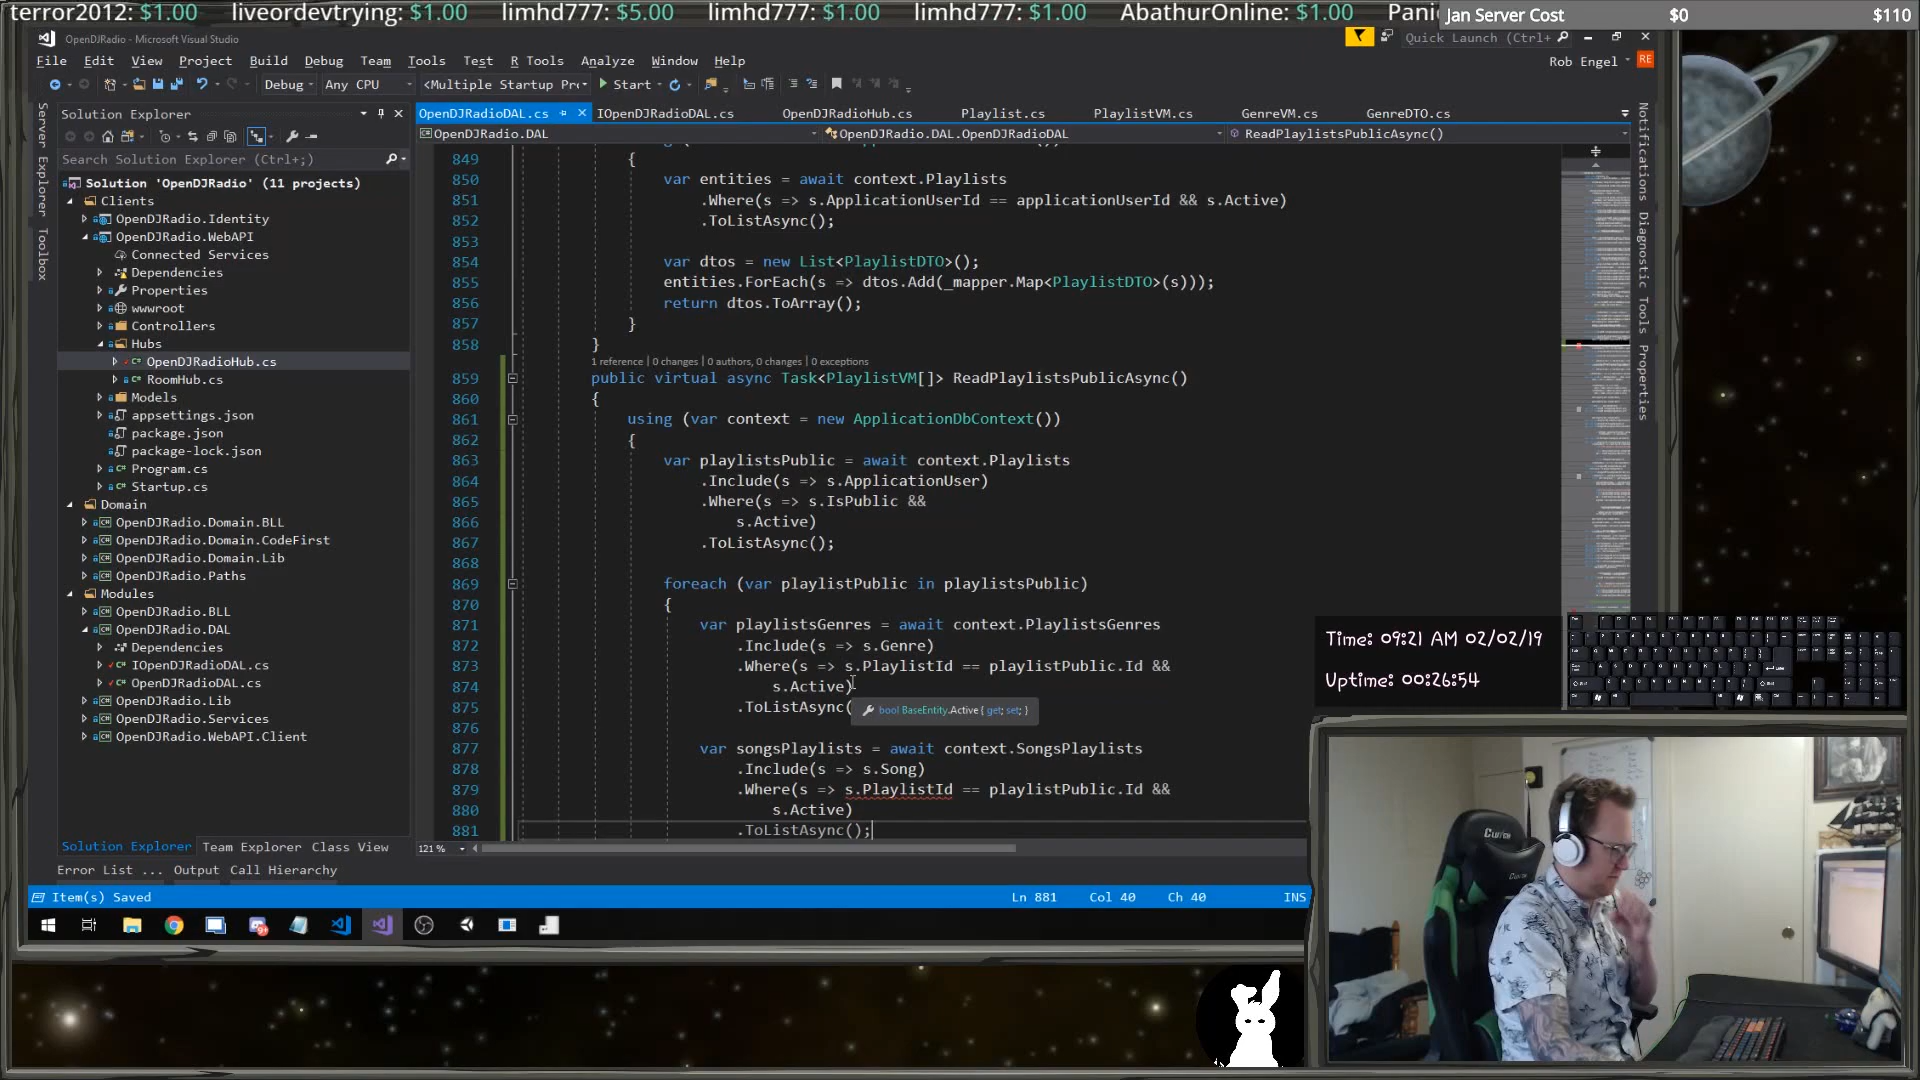 terror2012: $1.00 liveordevtrying: $1.00 limhd777: $5.00 limhd777: $1.00 limhd777: $1.00 AbathurOnline: $1.00 Pani
Jan Server Cost $0 $110
OpenDJRadio - Microsoft Visual Studio
Quick Launch (Ctrl+
File Edit View Project Build Debug Team Tools Test R Tools Analyze Window Help
Rob Engel RE
Debug Any CPU <Multiple Startup Pr Start
Server Explorer
Toolbox
Solution Explorer
Search Solution Explorer (Ctrl+;)
Solution 'OpenDJRadio' (11 projects)
Clients
OpenDJRadio.Identity
OpenDJRadio.WebAPI
Connected Services
Dependencies
Properties
wwwroot
Controllers
Hubs
OpenDJRadioHub.cs
RoomHub.cs
Models
appsettings.json
package.json
package-lock.json
Program.cs
Startup.cs
Domain
OpenDJRadio.Domain.BLL
OpenDJRadio.Domain.CodeFirst
OpenDJRadio.Domain.Lib
OpenDJRadio.Paths
Modules
OpenDJRadio.BLL
OpenDJRadio.DAL
Dependencies
IOpenDJRadioDAL.cs
OpenDJRadioDAL.cs
OpenDJRadio.Lib
OpenDJRadio.Services
OpenDJRadio.WebAPI.Client
Solution Explorer Team Explorer Class View
OpenDJRadioDAL.cs IOpenDJRadioDAL.cs OpenDJRadioHub.cs Playlist.cs PlaylistVM.cs GenreVM.cs GenreDTO.cs
OpenDJRadio.DAL OpenDJRadio.DAL.OpenDJRadioDAL ReadPlaylistsPublicAsync()
849 {
850 var entities = await context.Playlists
851 .Where(s => s.ApplicationUserId == applicationUserId && s.Active)
852 .ToListAsync();
853
854 var dtos = new List<PlaylistDTO>();
855 entities.ForEach(s => dtos.Add(_mapper.Map<PlaylistDTO>(s)));
856 return dtos.ToArray();
857 }
858 }
1 reference | 0 changes | 0 authors, 0 changes | 0 exceptions
859 public virtual async Task<PlaylistVM[]> ReadPlaylistsPublicAsync()
860 {
861 using (var context = new ApplicationDbContext())
862 {
863 var playlistsPublic = await context.Playlists
864 .Include(s => s.ApplicationUser)
865 .Where(s => s.IsPublic &&
866 s.Active)
867 .ToListAsync();
868
869 foreach (var playlistPublic in playlistsPublic)
870 {
871 var playlistsGenres = await context.PlaylistsGenres
872 .Include(s => s.Genre)
873 .Where(s => s.PlaylistId == playlistPublic.Id &&
874 s.Active)
875 .ToListAsync(
bool BaseEntity.Active { get; set; }
876
877 var songsPlaylists = await context.SongsPlaylists
878 .Include(s => s.Song)
879 .Where(s => s.PlaylistId == playlistPublic.Id &&
880 s.Active)
881 .ToListAsync();
121 %
Notifications
Diagnostic Tools
Properties
Time: 09:21 AM 02/02/19
Uptime: 00:26:54
Error List ... Output Call Hierarchy
Item(s) Saved Ln 881 Col 40 Ch 40 INS